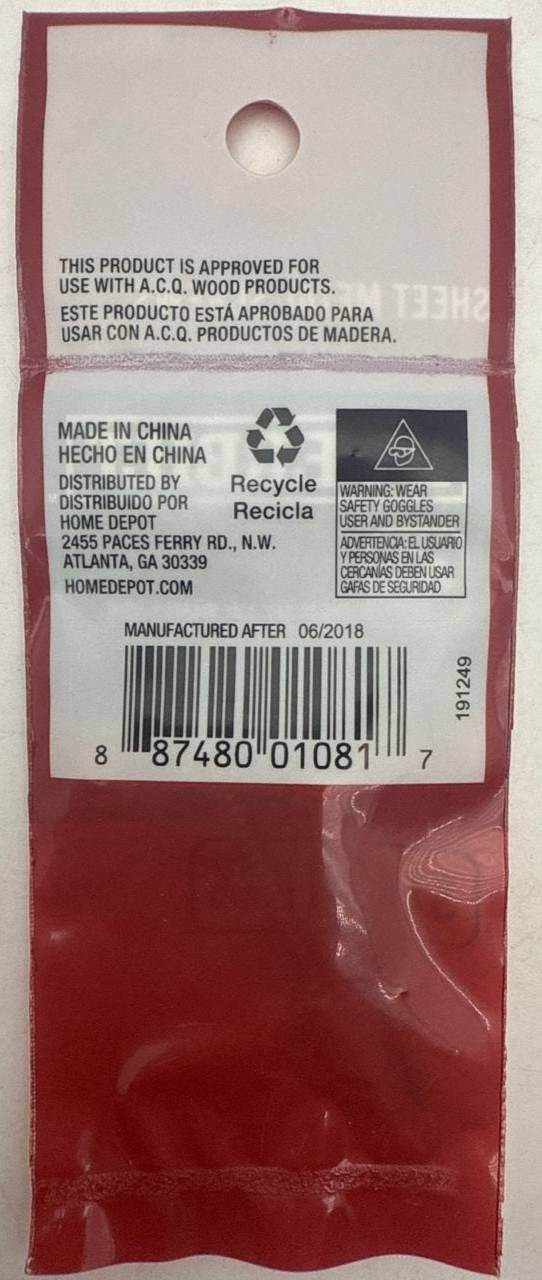 THIS PRODUCT IS APPROVED FOR
USE WITH A.C.Q. WOOD PRODUCTS.
ESTE PRODUCTO ESTÁ APROBADO PARA
USAR CON A.C.Q. PRODUCTOS DE MADERA.
SHEET
MADE IN CHINA
HECHO EN CHINA
DISTRIBUTED BY
DISTRIBUIDO POR
HOME DEPOT
2455 PACES FERRY RD., N.W.
ATLANTA, GA 30339
HOMEDEPOT.COM
Recycle
Recicla
WARNING: WEAR
SAFETY GOGGLES
USER AND BYSTANDER
ADVERTENCIA: EL USUARIO
Y PERSONAS EN LAS
CERCANÍAS DEBEN USAR
GAFAS DE SEGURIDAD
MANUFACTURED AFTER 06/2018
8 87480 01081 7
191249